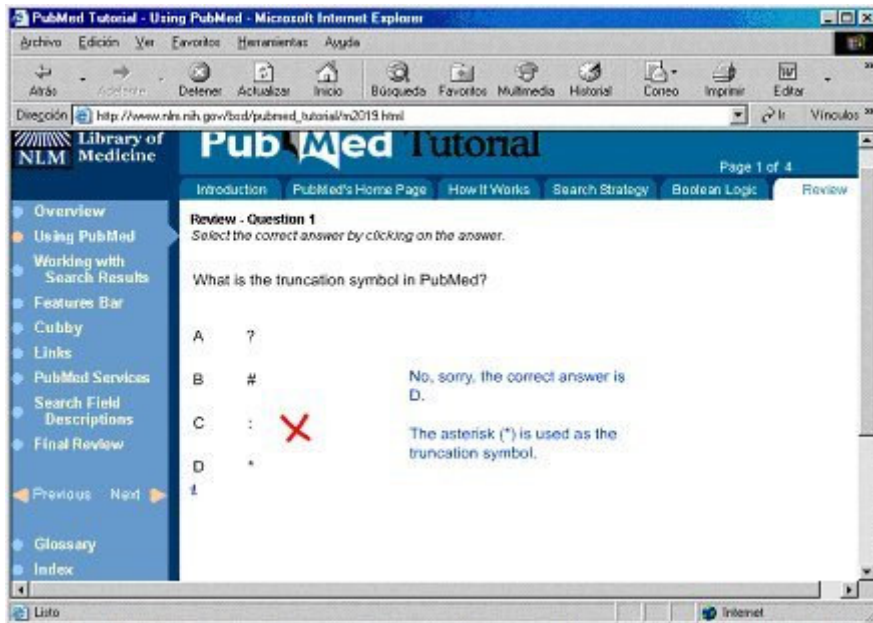 PubMed Tutorial - Using PubMed - Microsoft Internet Explorer
Archivo Edición Ver Favoritos Herramientas Ayuda
Atrás Adelante Detener Actualizar Inicio Búsqueda Favoritos Multimedia Historial Correo Imprimir Editar
Dirección http://www.nlm.nih.gov/bsd/pubmed_tutorial/m2019.html Ir Vínculos
NLM Library of
Medicine
PubMed Tutorial
Page 1 of 4
Introduction PubMed's Home Page How It Works Search Strategy Boolean Logic Review
Overview
Using PubMed
Working with
Search Results
Features Bar
Cubby
Links
PubMed Services
Search Field
Descriptions
Final Review
Previous Next
Glossary
Index
Review - Question 1
Select the correct answer by clicking on the answer.
What is the truncation symbol in PubMed?
A ?
B #
C :
D *
No, sorry, the correct answer is
D.
The asterisk (*) is used as the
truncation symbol.
Listo Internet